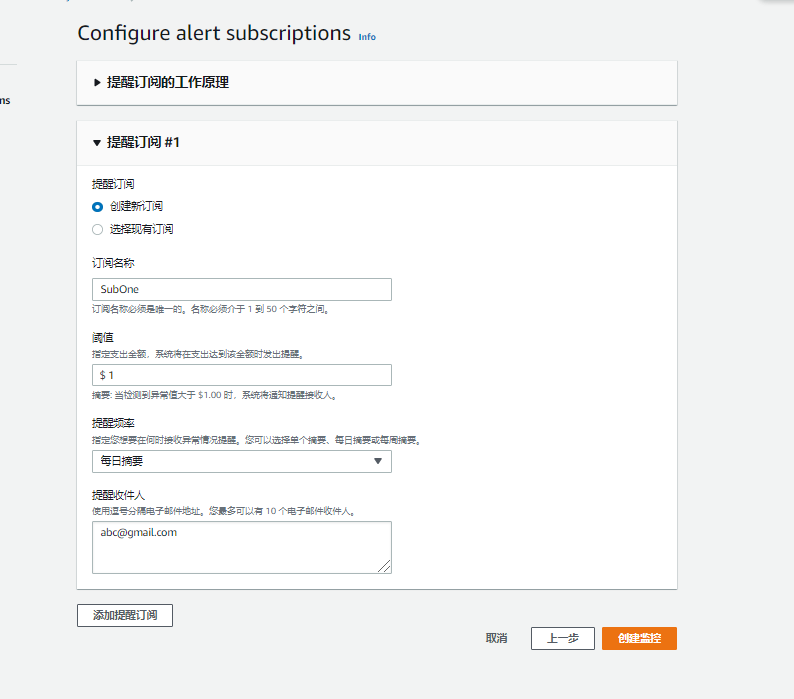 Configure alert subscriptions Info
提醒订阅的工作原理
ns
提醒订阅 #1
提醒订阅
创建新订阅
选择现有订阅
订阅名称
SubOne
订阅名称必须是唯一的。名称必须介于 1 到 50 个字符之间。
阈值
指定支出金额，系统将在支出达到该金额时发出提醒。
$ 1
摘要: 当检测到异常值大于 $1.00 时，系统将通知提醒接收人。
提醒频率
指定您想要在何时接收异常情况提醒。您可以选择单个摘要、每日摘要或每周摘要。
每日摘要
提醒收件人
使用逗号分隔电子邮件地址。您最多可以有 10 个电子邮件收件人。
abc@gmail.com
添加提醒订阅
取消 上一步 创建监控